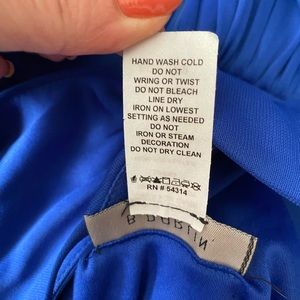 HAND WASH COLD
DO NOT
WRING OR TWIST
DO NOT BLEACH
LINE DRY
IRON ON LOWEST
SETTING AS NEEDED
DO NOT
IRON OR STEAM
DECORATION
DO NOT DRY CLEAN
RN # 54314
B DARLIN